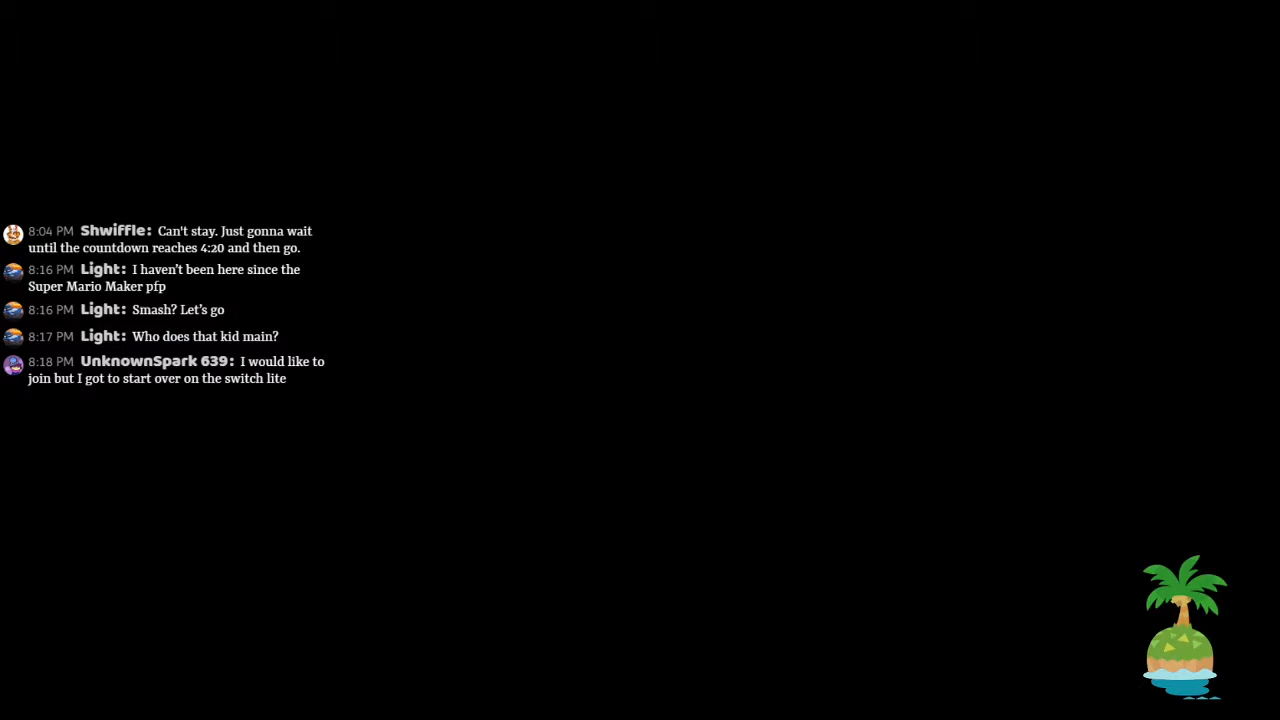 8:04 PM Shwiffle: Can't stay. Just gonna wait
until the countdown reaches 4:20 and then go.
8:16 PM Light: I haven't been here since the
Super Mario Maker pfp
8:16 PM Light: Smash? Let's go
8:17 PM Light: Who does that kid main?
8:18 PM UnknownSpark 639: I would like to
join but I got to start over on the switch lite